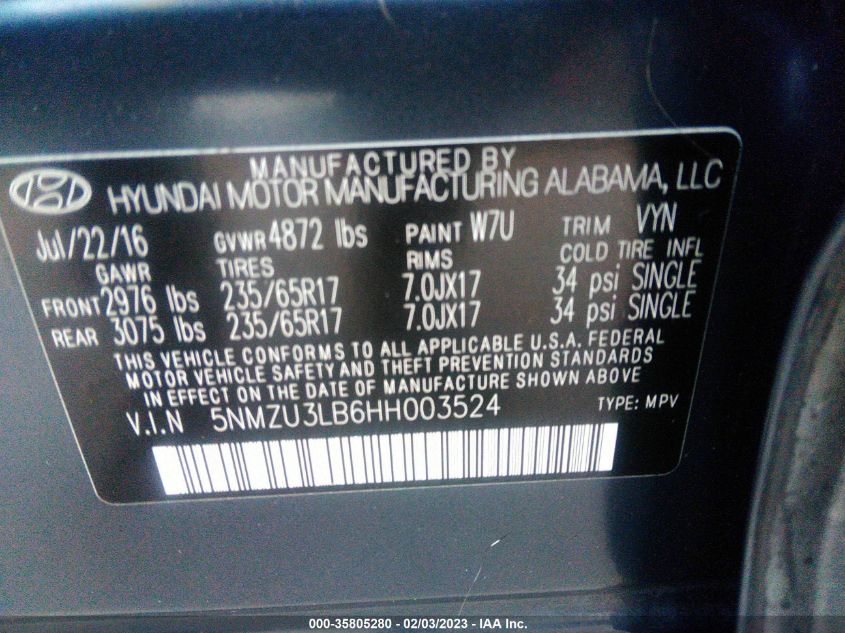 MANUFACTURED BY
HYUNDAI MOTOR MANUFACTURING ALABAMA, LLC
Jul/22/16 GVWR 4872 lbs PAINT W7U TRIM VYN
GAWR TIRES RIMS COLD TIRE INFL
FRONT 2976 lbs 235/65R17 7.0JX17 34 psi SINGLE
REAR 3075 lbs 235/65R17 7.0JX17 34 psi SINGLE
THIS VEHICLE CONFORMS TO ALL APPLICABLE U.S.A. FEDERAL
MOTOR VEHICLE SAFETY AND THEFT PREVENTION STANDARDS
IN EFFECT ON THE DATE OF MANUFACTURE SHOWN ABOVE
V.I.N 5NMZU3LB6HH003524 TYPE: MPV
000-35805280 - 02/03/2023 - IAA Inc.